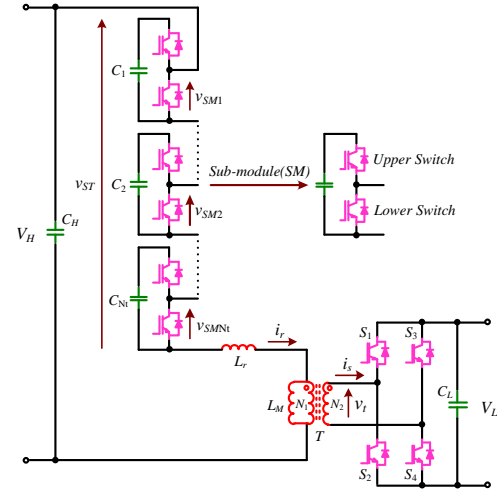 C1
vSM1
C2
Sub-module(SM)
Upper Switch
vST
vSM2
Lower Switch
CH
VH
CNt
vSMNt
ir
S1
S3
Lr
is
CL
LM
N1
N2
vt
VL
T
S2
S4